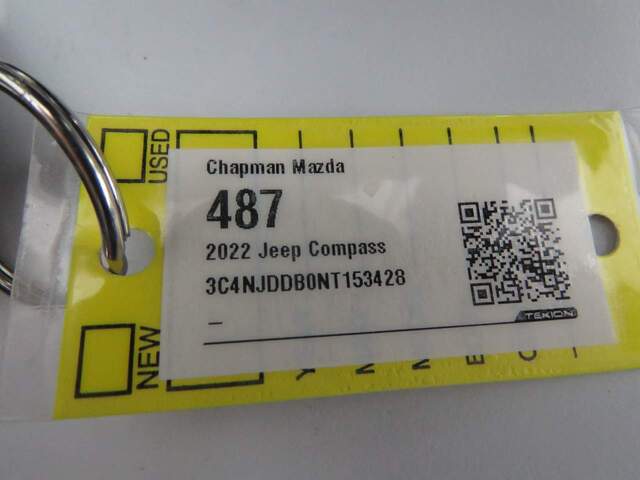 USED
NEW
Chapman Mazda
487
2022 Jeep Compass
3C4NJDDB0NT153428
–
TEKION